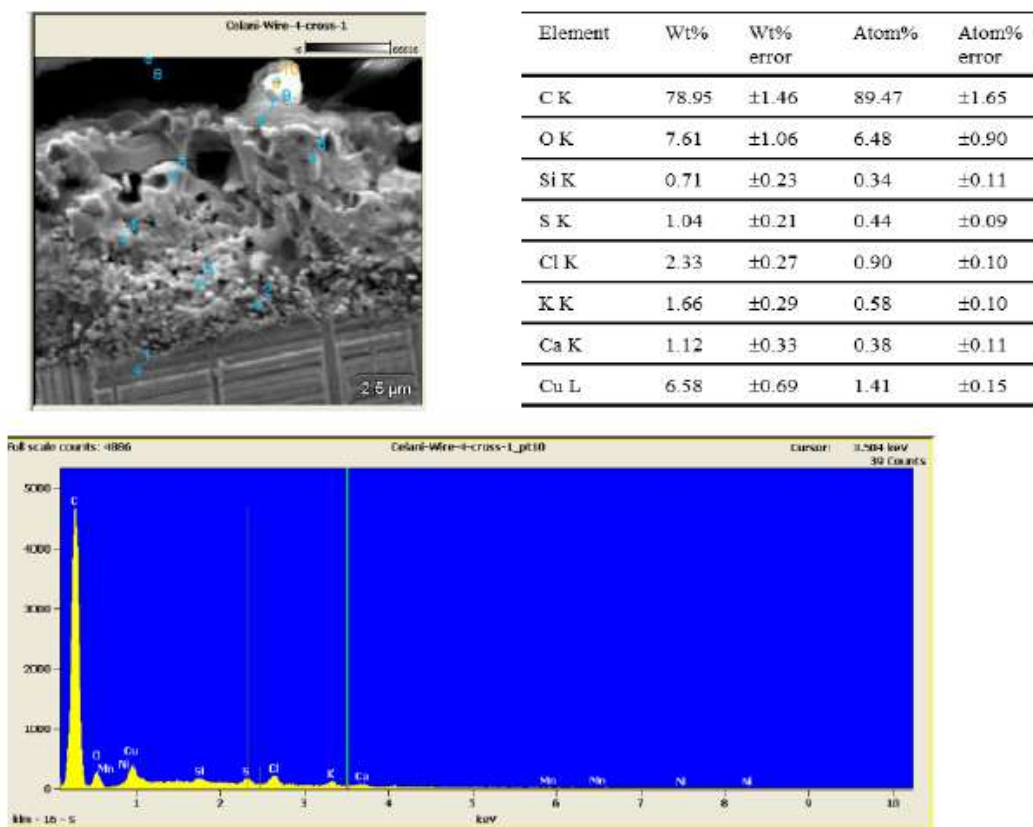 Celani-Wire-4-cross-1
2.5 µm
Element Wt% Wt% error Atom% Atom% error
C K 78.95 ±1.46 89.47 ±1.65
O K 7.61 ±1.06 6.48 ±0.90
Si K 0.71 ±0.23 0.34 ±0.11
S K 1.04 ±0.21 0.44 ±0.09
Cl K 2.33 ±0.27 0.90 ±0.10
K K 1.66 ±0.29 0.58 ±0.10
Ca K 1.12 ±0.33 0.38 ±0.11
Cu L 6.58 ±0.69 1.41 ±0.15
Full scale counts: 4886 Celani-Wire-4-cross-1_pt10 Cursor: 3.504 keV
39 Counts
5000
C
4000
3000
2000
1000
O Mn Ni Cu Si S Cl K Ca Mn Mn Ni Ni
0
1 2 3 4 5 6 7 8 9 10
klm - 16 - S keV